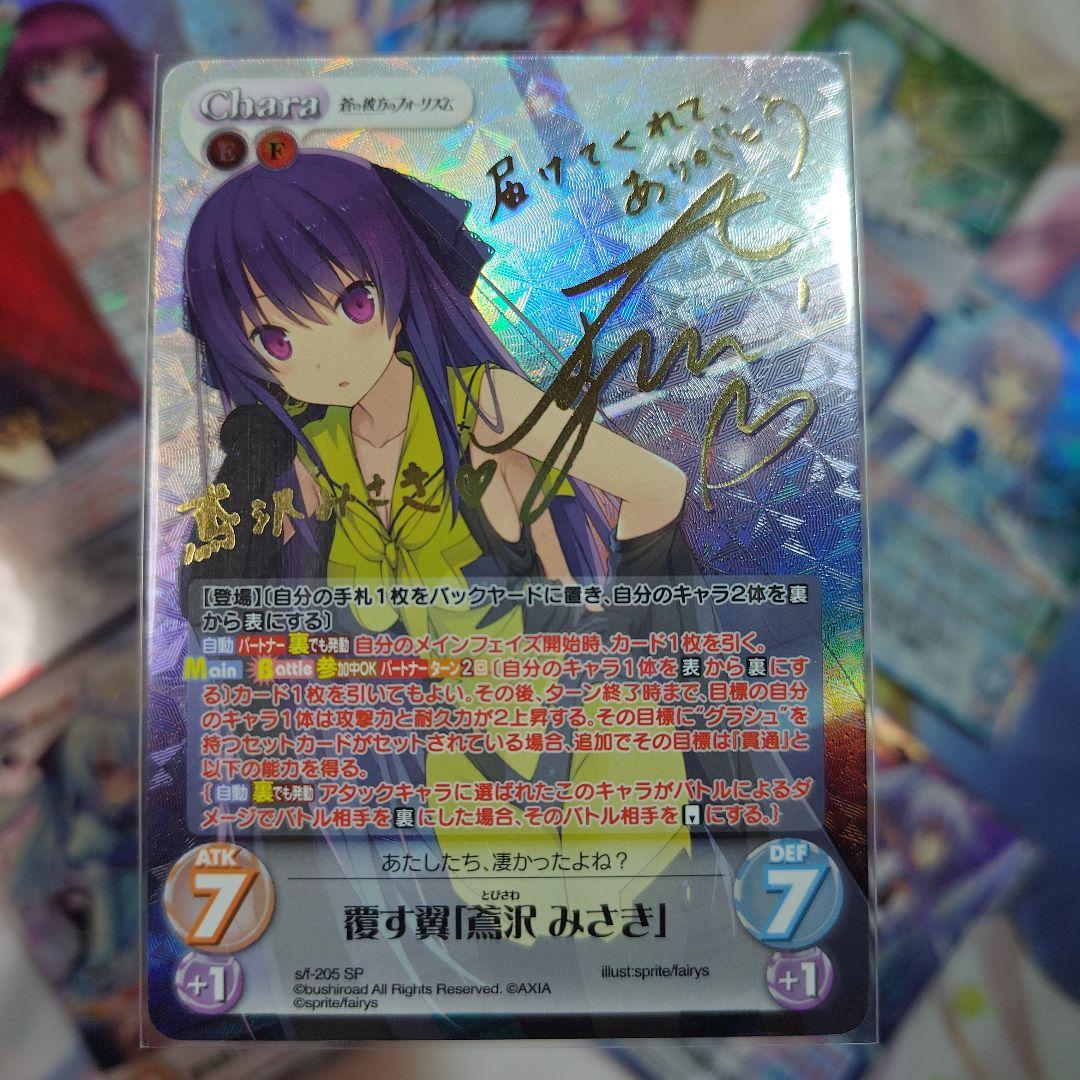 Chara 蒼の彼方のフォーリズム
E F
届けてくれて、
ありがとう
鳶沢みさき
【登場】〔自分の手札1枚をバックヤードに置き、自分のキャラ2体を裏
から表にする〕
自動 パートナー 裏でも発動 自分のメインフェイズ開始時、カード1枚を引く。
Main Battle 参加中OK パートナー ターン2回 〔自分のキャラ1体を表から裏にす
る〕カード1枚を引いてもよい。その後、ターン終了時まで、目標の自分
のキャラ1体は攻撃力と耐久力が2上昇する。その目標に“グラシュ”を
持つセットカードがセットされている場合、追加でその目標は「貫通」と
以下の能力を得る。
{ 自動 裏でも発動 アタックキャラに選ばれたこのキャラがバトルによるダ
メージでバトル相手を裏にした場合、そのバトル相手を にする。}
あたしたち、凄かったよね？
ATK 7
DEF 7
とびさわ
覆す翼「鳶沢 みさき」
+1
+1
s/f-205 SP illust:sprite/fairys
©bushiroad All Rights Reserved. ©AXIA
©sprite/fairys